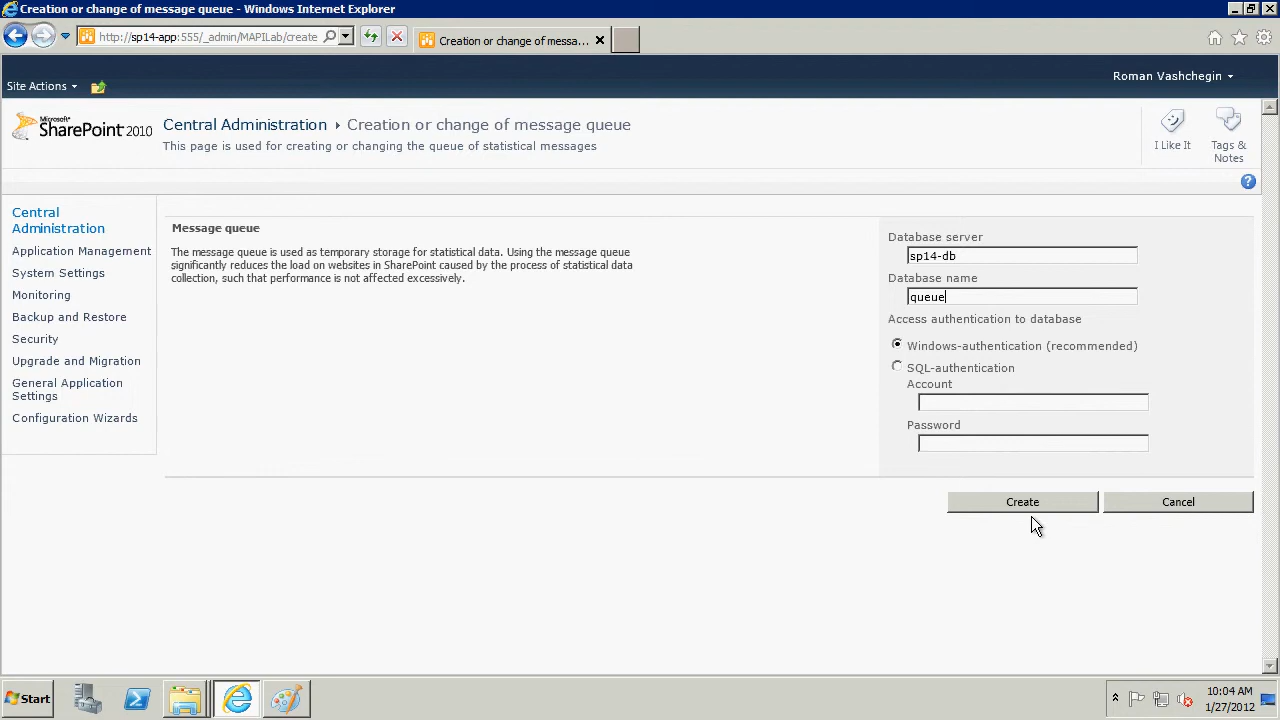 Creation or change of message queue - Windows Internet Explorer
http://sp14-app:555/_admin/MAPILab/create
Creation or change of messa...
Site Actions
Roman Vashchegin
Microsoft
SharePoint 2010
Central Administration Creation or change of message queue
This page is used for creating or changing the queue of statistical messages
I Like It
Tags &
Notes
Central
Administration
Application Management
System Settings
Monitoring
Backup and Restore
Security
Upgrade and Migration
General Application
Settings
Configuration Wizards
Message queue
The message queue is used as temporary storage for statistical data. Using the message queue
significantly reduces the load on websites in SharePoint caused by the process of statistical data
collection, such that performance is not affected excessively.
Database server
sp14-db
Database name
queue
Access authentication to database
Windows-authentication (recommended)
SQL-authentication
Account
Password
Create
Cancel
Start
10:04 AM
1/27/2012